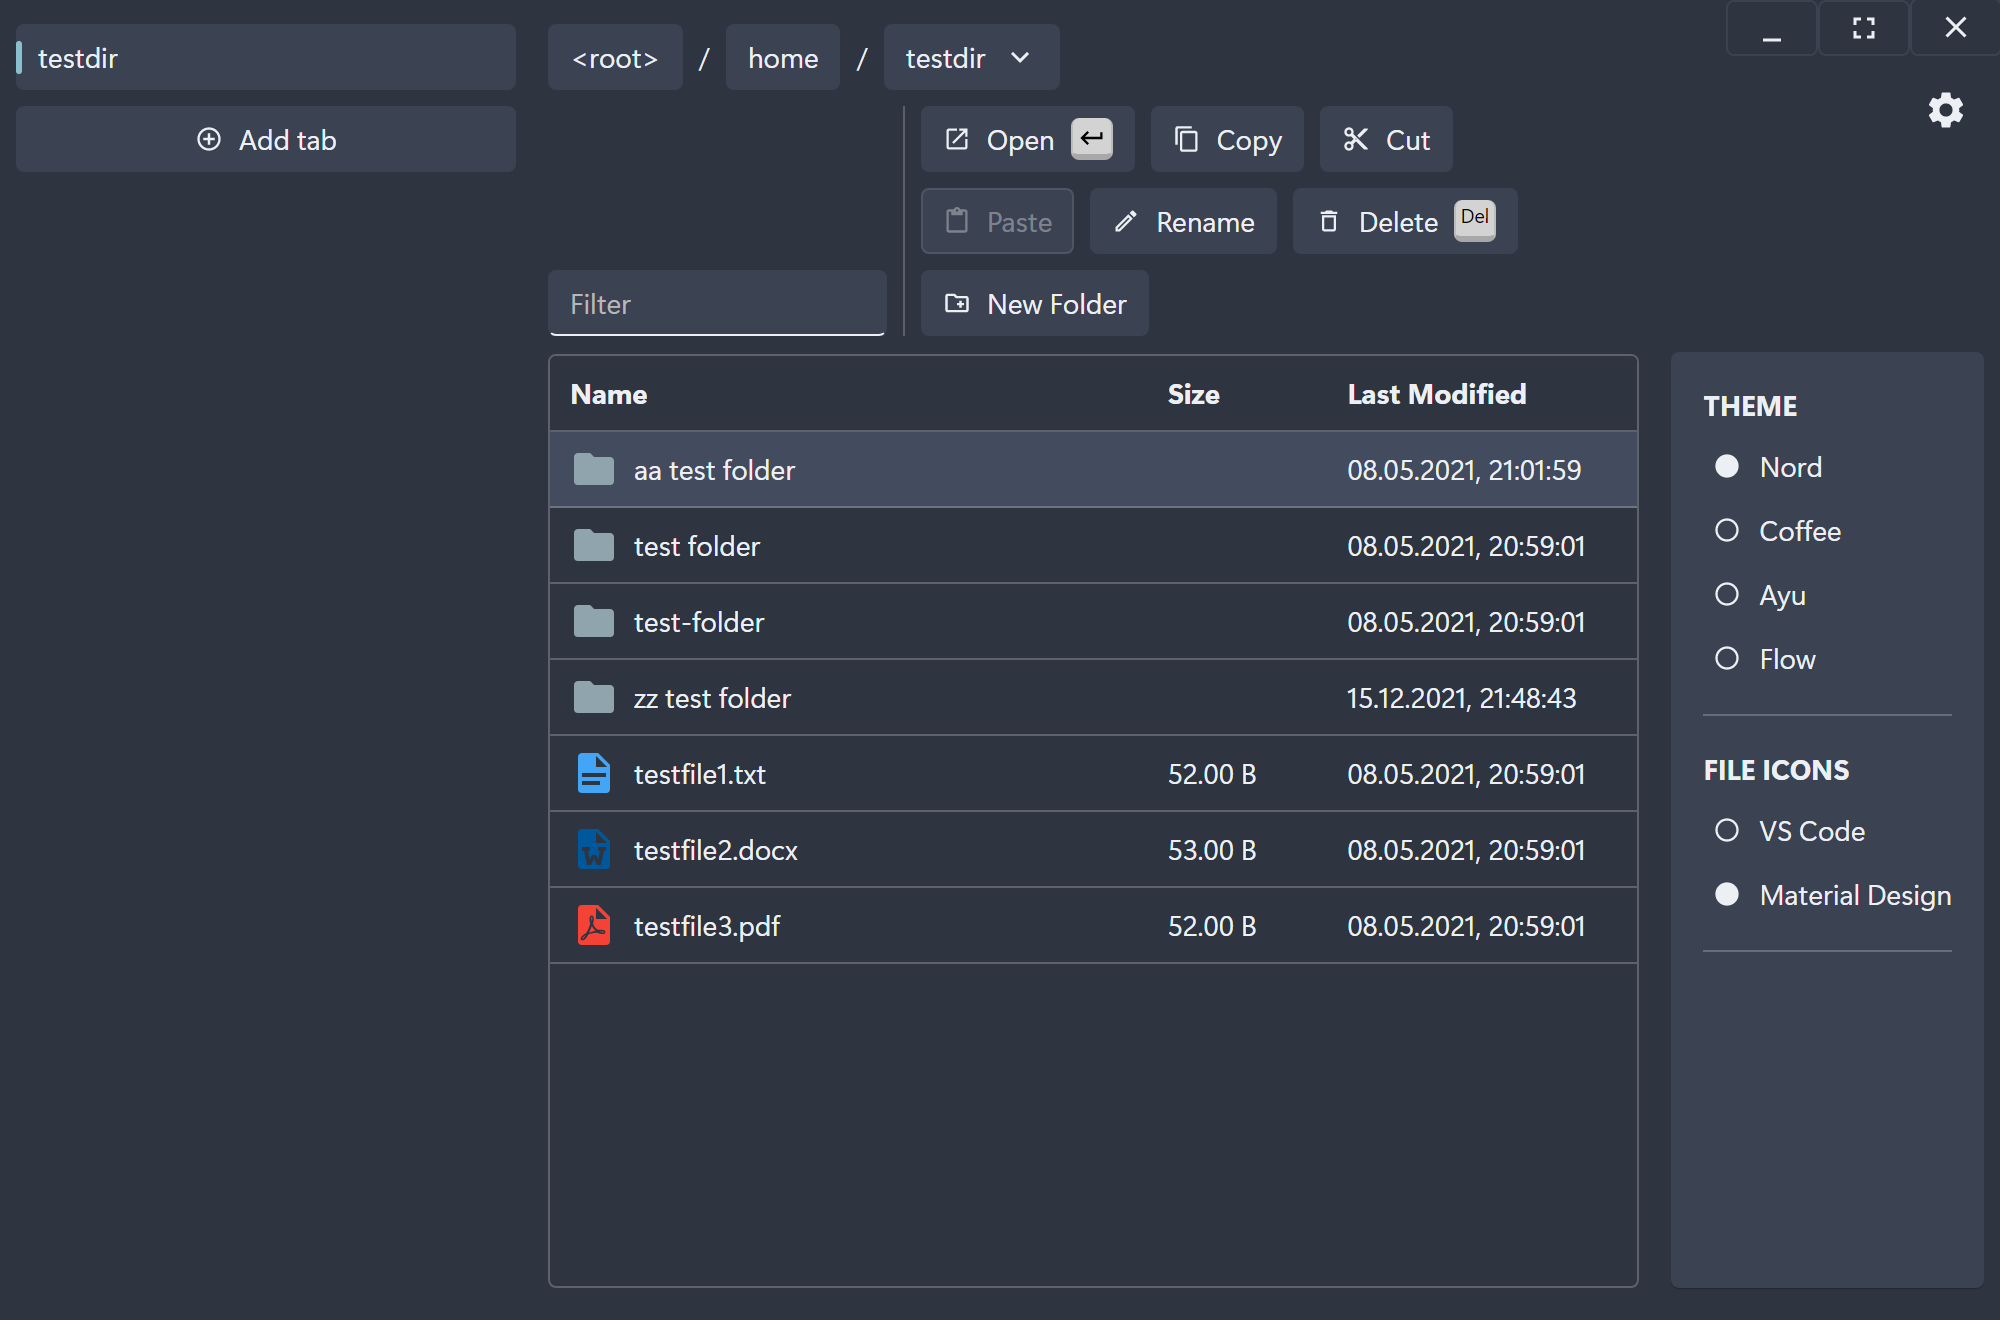 testdir
Add tab
<root> / home / testdir
Open Copy Cut
Paste Rename Delete Del
Filter
New Folder
Name Size Last Modified
aa test folder 08.05.2021, 21:01:59
test folder 08.05.2021, 20:59:01
test-folder 08.05.2021, 20:59:01
zz test folder 15.12.2021, 21:48:43
testfile1.txt 52.00 B 08.05.2021, 20:59:01
testfile2.docx 53.00 B 08.05.2021, 20:59:01
testfile3.pdf 52.00 B 08.05.2021, 20:59:01
THEME
Nord
Coffee
Ayu
Flow
FILE ICONS
VS Code
Material Design